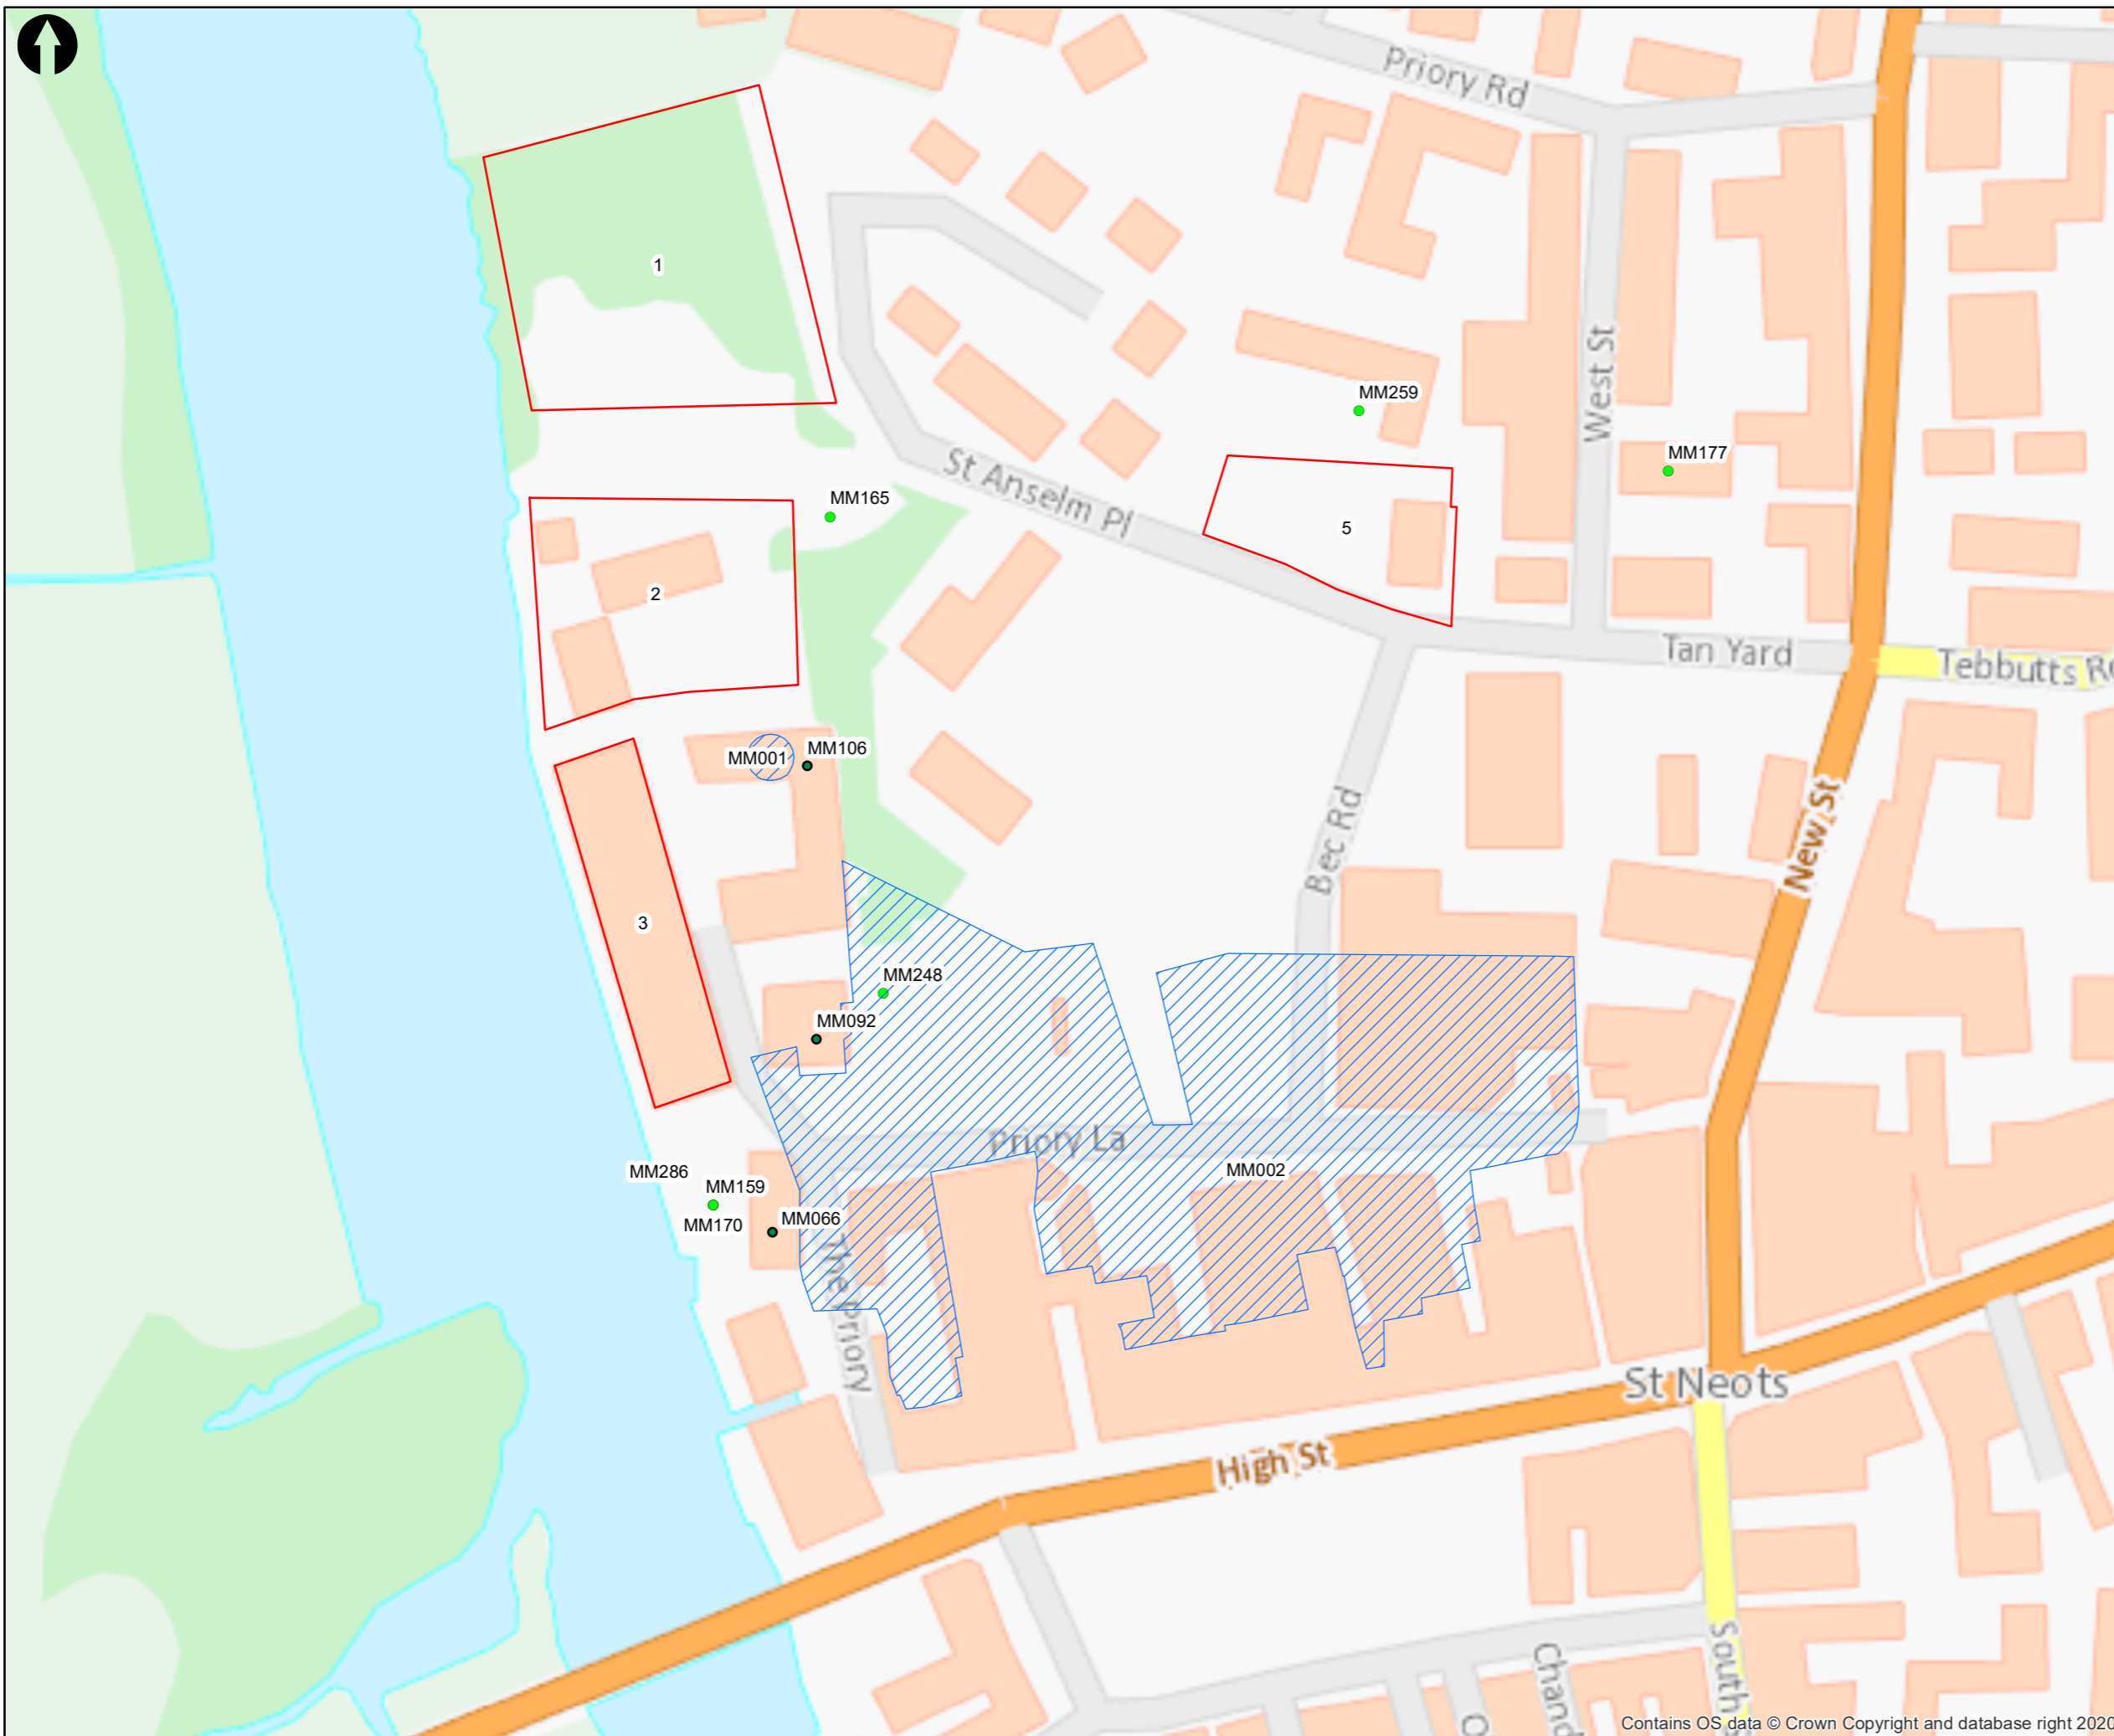 Priory Rd
1
MM259
West St
MM177
St Anselm Pl
MM165
5
2
Tan Yard
Tebbutts R
MM001
MM106
Bec Rd
New St
3
MM248
MM092
Priory La
MM286
MM159
MM002
MM170
MM066
The Priory
St Neots
High St
South
Chand
Contains OS data © Crown Copyright and database right 2020